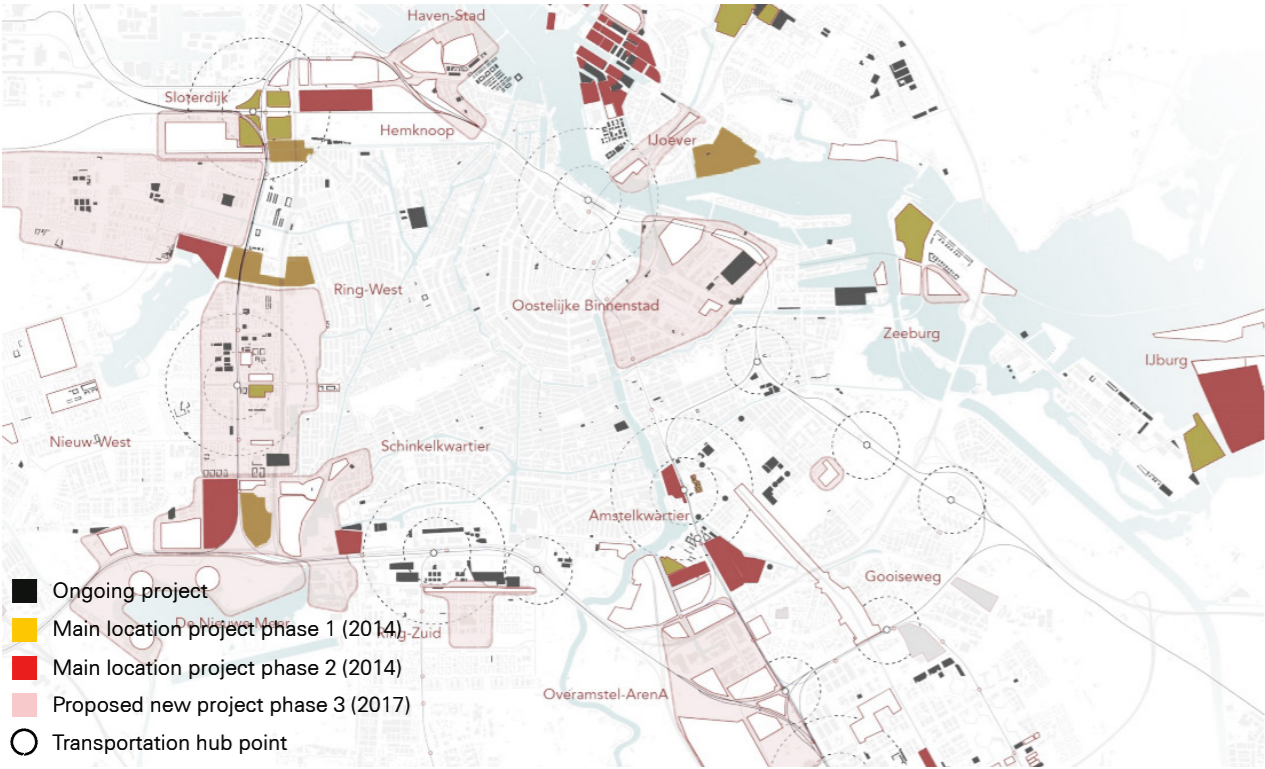 Haven-Stad
Sloterdijk
Hemknoop
IJoever
Ring-West
Oostelijke Binnenstad
Zeeburg
IJburg
Nieuw-West
Schinkelkwartier
Amstelkwartier
Gooiseweg
De Nieuwe Meer
Ring-Zuid
Overamstel-ArenA
Ongoing project
Main location project phase 1 (2014)
Main location project phase 2 (2014)
Proposed new project phase 3 (2017)
Transportation hub point